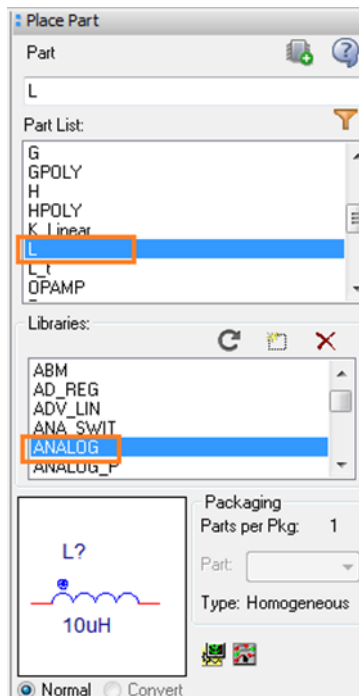 Place Part
Part
L
Part List:
G
GPOLY
H
HPOLY
K_Linear
L
L_t
OPAMP
Libraries:
ABM
AD_REG
ADV_LIN
ANA_SWIT
ANALOG
ANALOG_P
Packaging
Parts per Pkg: 1
Part:
Type: Homogeneous
L?
10uH
Normal Convert